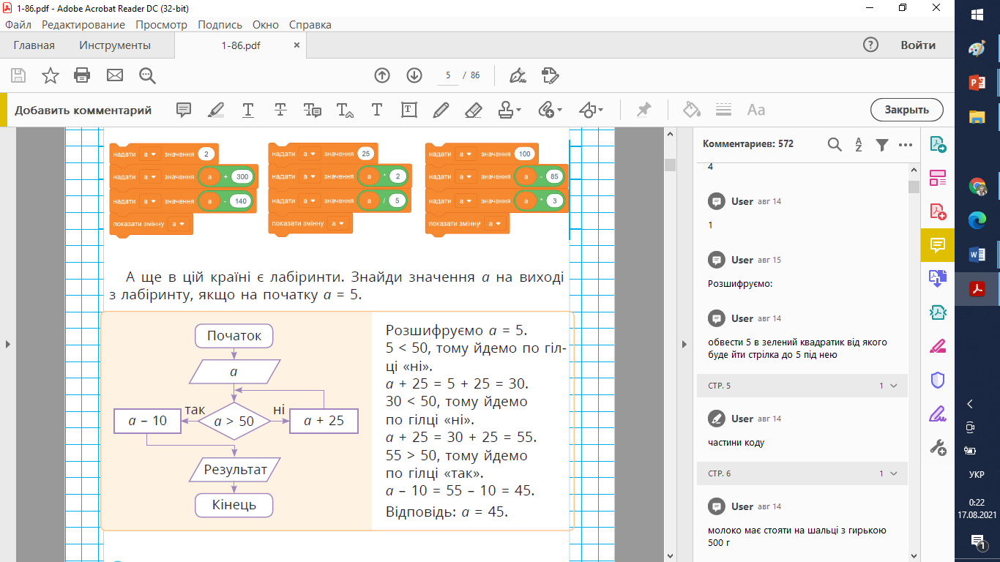 1-86.pdf - Adobe Acrobat Reader DC (32-bit)
Файл Редактирование Просмотр Подпись Окно Справка
Главная Инструменты 1-86.pdf × ? Войти
5 / 86
Добавить комментарий Aa Закрыть
надати a значення 2
надати a значення a + 300
надати a значення a - 140
показати змінну a
надати a значення 25
надати a значення a * 2
надати a значення a / 5
показати змінну a
надати a значення 100
надати a значення a - 85
надати a значення a * 3
показати змінну a
А ще в цій країні є лабіринти. Знайди значення a на виході
з лабіринту, якщо на початку a = 5.
Початок
a
так ні
a – 10 a > 50 a + 25
Результат
Кінець
Розшифруємо a = 5.
5 < 50, тому йдемо по гіл-
ці «ні».
a + 25 = 5 + 25 = 30.
30 < 50, тому йдемо
по гілці «ні».
a + 25 = 30 + 25 = 55.
55 > 50, тому йдемо
по гілці «так».
a – 10 = 55 – 10 = 45.
Відповідь: a = 45.
Комментариев: 572
4
User авг 14
1
User авг 15
Розшифруємо:
User авг 14
обвести 5 в зелений квадратик від якого
буде йти стрілка до 5 під нею
СТР. 5 1
User авг 14
частини коду
СТР. 6 1
User авг 14
молоко має стояти на шальці з гирькою
500 г
УКР
0:22
17.08.2021
1